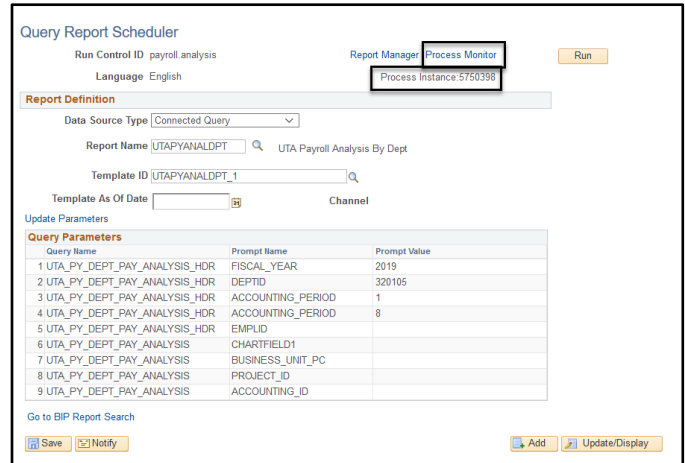 Query Report Scheduler
Run Control ID payroll.analysis Report Manager Process Monitor Run
Language English Process Instance:5750398
Report Definition
Data Source Type Connected Query
Report Name UTAPYANALDPT UTA Payroll Analysis By Dept
Template ID UTAPYANALDPT_1
Template As Of Date Channel
Update Parameters
Query Parameters
Query Name Prompt Name Prompt Value
1 UTA_PY_DEPT_PAY_ANALYSIS_HDR FISCAL_YEAR 2019
2 UTA_PY_DEPT_PAY_ANALYSIS_HDR DEPTID 320105
3 UTA_PY_DEPT_PAY_ANALYSIS_HDR ACCOUNTING_PERIOD 1
4 UTA_PY_DEPT_PAY_ANALYSIS_HDR ACCOUNTING_PERIOD 8
5 UTA_PY_DEPT_PAY_ANALYSIS_HDR EMPLID
6 UTA_PY_DEPT_PAY_ANALYSIS CHARTFIELD1
7 UTA_PY_DEPT_PAY_ANALYSIS BUSINESS_UNIT_PC
8 UTA_PY_DEPT_PAY_ANALYSIS PROJECT_ID
9 UTA_PY_DEPT_PAY_ANALYSIS ACCOUNTING_ID
Go to BIP Report Search
Save Notify Add Update/Display